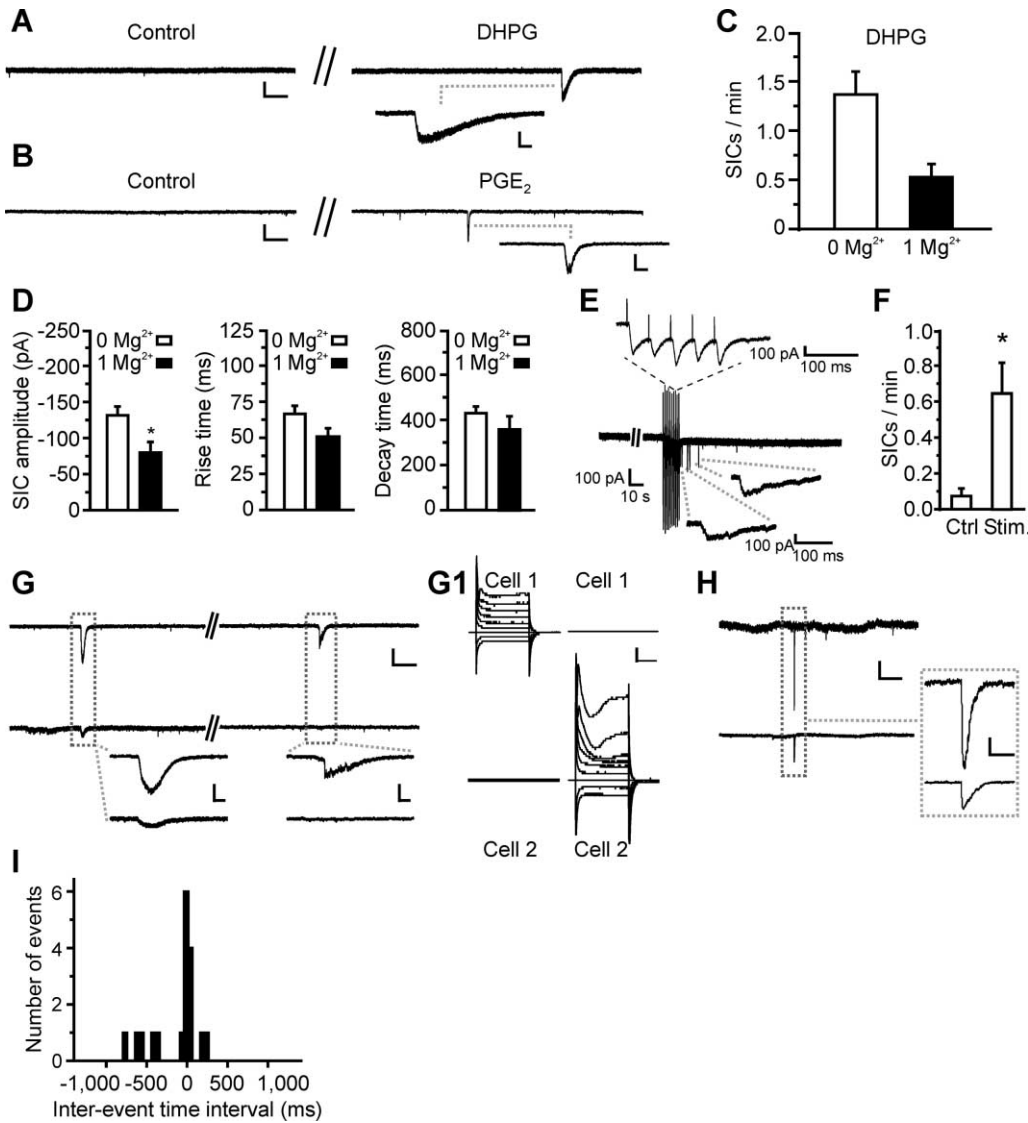 A
Control
DHPG
B
Control
PGE2
C
DHPG
SICs / min
2.0
1.5
1.0
0.5
0
0 Mg2+ 1 Mg2+
D
SIC amplitude (pA)
-250
-200
-150
-100
-50
0
0 Mg2+
1 Mg2+
*
Rise time (ms)
125
100
75
50
25
0
0 Mg2+
1 Mg2+
Decay time (ms)
800
600
400
200
0
0 Mg2+
1 Mg2+
E
100 pA
100 ms
100 pA
10 s
100 pA
100 ms
F
SICs / min
1.0
0.8
0.6
0.4
0.2
0.0
*
Ctrl Stim.
G
G1
Cell 1
Cell 1
Cell 2
Cell 2
H
I
Number of events
6
4
2
0
-1,000 -500 0 500 1,000
Inter-event time interval (ms)